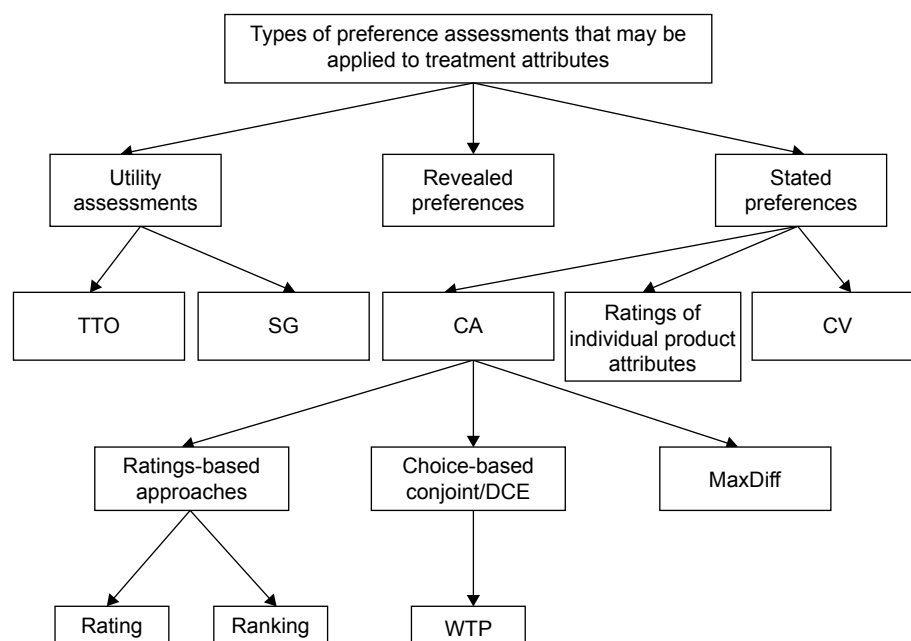 Types of preference assessments that may be
applied to treatment attributes
Utility
assessments
Revealed
preferences
Stated
preferences
TTO
SG
CA
Ratings of
individual product
attributes
CV
Ratings-based
approaches
Choice-based
conjoint/DCE
MaxDiff
Rating
Ranking
WTP